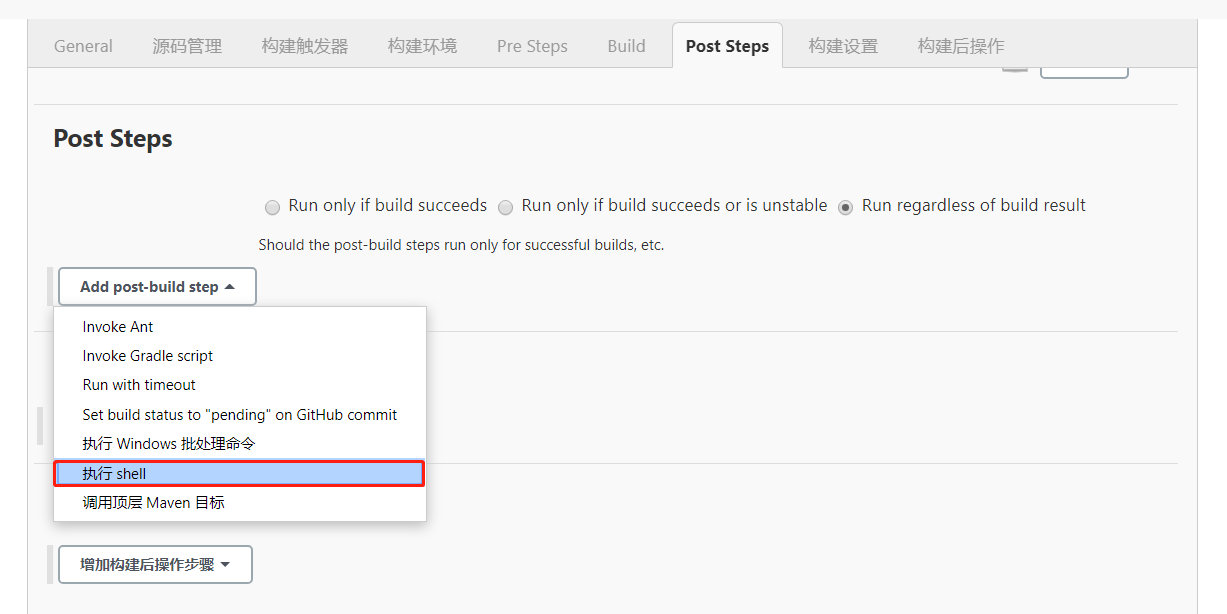 General 源码管理 构建触发器 构建环境 Pre Steps Build Post Steps 构建设置 构建后操作
Post Steps
Run only if build succeeds Run only if build succeeds or is unstable Run regardless of build result
Should the post-build steps run only for successful builds, etc.
Add post-build step
Invoke Ant
Invoke Gradle script
Run with timeout
Set build status to "pending" on GitHub commit
执行 Windows 批处理命令
执行 shell
调用顶层 Maven 目标
增加构建后操作步骤